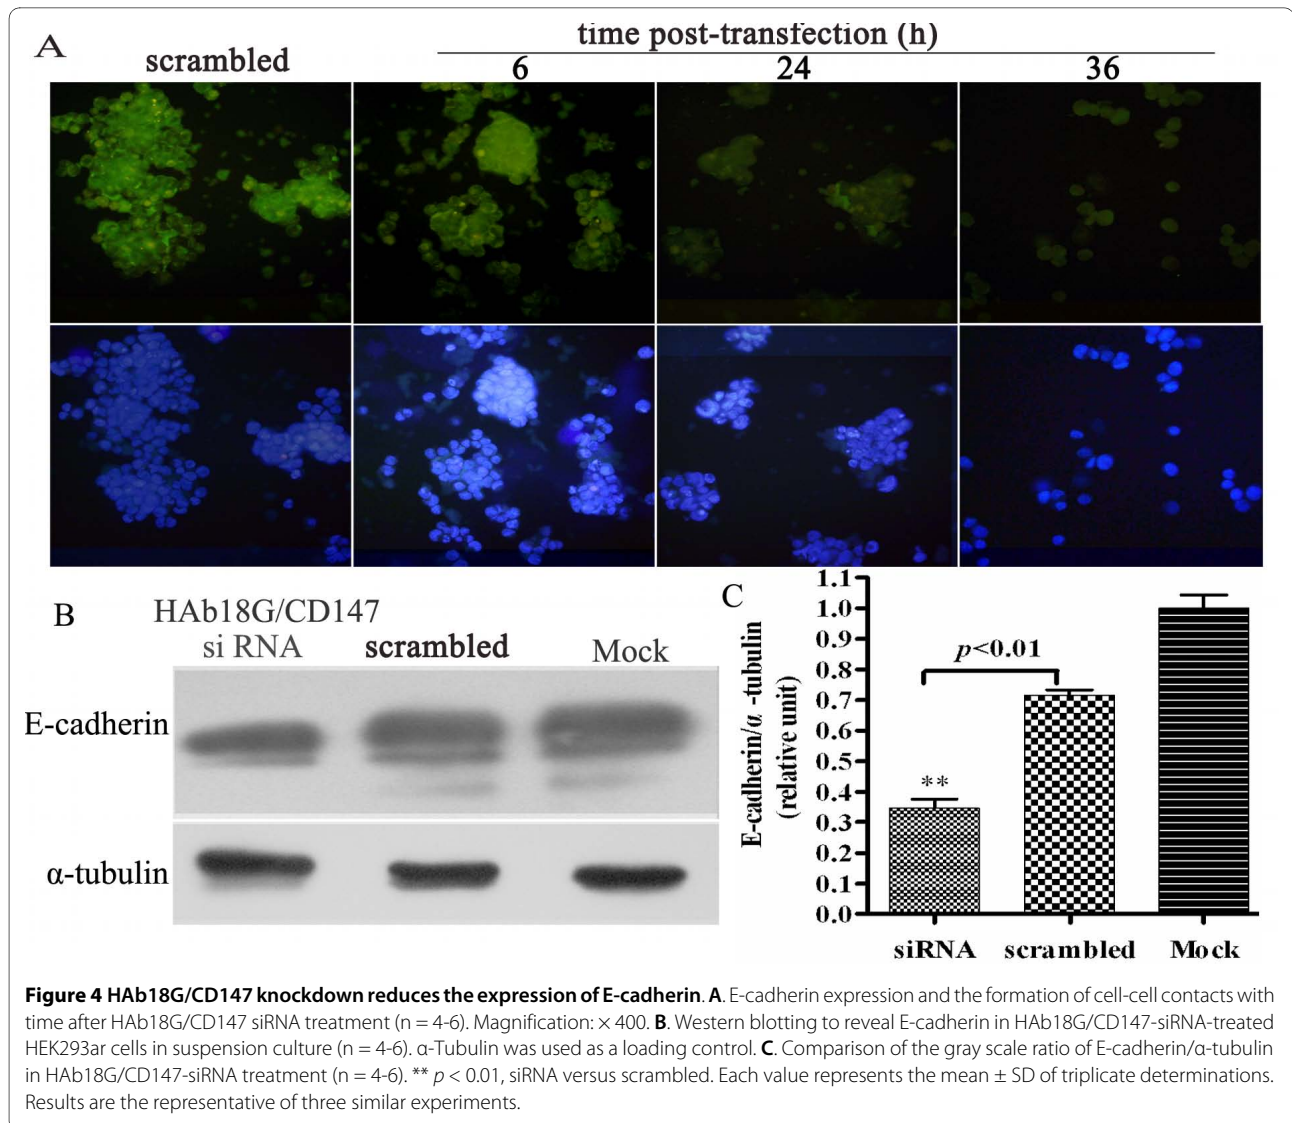 A
time post-transfection (h)
scrambled
6
24
36
B
HAb18G/CD147
si RNA
scrambled
Mock
E-cadherin
α-tubulin
C
E-cadherin/α -tubulin
(relative unit)
1.1
1.0
0.9
0.8
0.7
0.6
0.5
0.4
0.3
0.2
0.1
0.0
p<0.01
**
siRNA
scrambled
Mock
Figure 4 HAb18G/CD147 knockdown reduces the expression of E-cadherin. A. E-cadherin expression and the formation of cell-cell contacts with
time after HAb18G/CD147 siRNA treatment (n = 4-6). Magnification: × 400. B. Western blotting to reveal E-cadherin in HAb18G/CD147-siRNA-treated
HEK293ar cells in suspension culture (n = 4-6). α-Tubulin was used as a loading control. C. Comparison of the gray scale ratio of E-cadherin/α-tubulin
in HAb18G/CD147-siRNA treatment (n = 4-6). ** p < 0.01, siRNA versus scrambled. Each value represents the mean ± SD of triplicate determinations.
Results are the representative of three similar experiments.